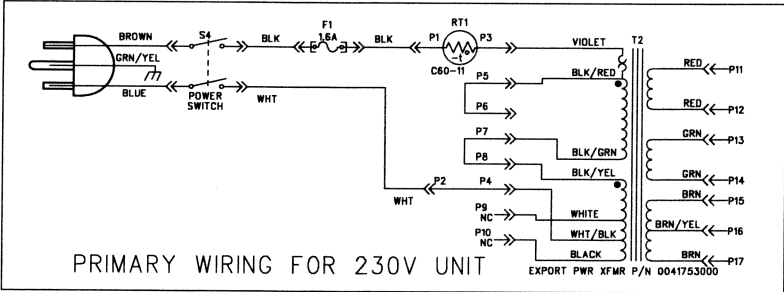 BROWN S4 BLK F1 1.6A BLK P1 RT1 P3 VIOLET T2
GRN/YEL -t C60-11
BLUE POWER SWITCH WHT
P5 BLK/RED RED P11
P6 RED P12
P7 BLK/GRN GRN P13
P8 BLK/YEL GRN P14
WHT P2 P4 BRN P15
P9 NC WHITE BRN/YEL P16
P10 NC WHT/BLK
BLACK BRN P17
PRIMARY WIRING FOR 230V UNIT
EXPORT PWR XFMR P/N 0041753000